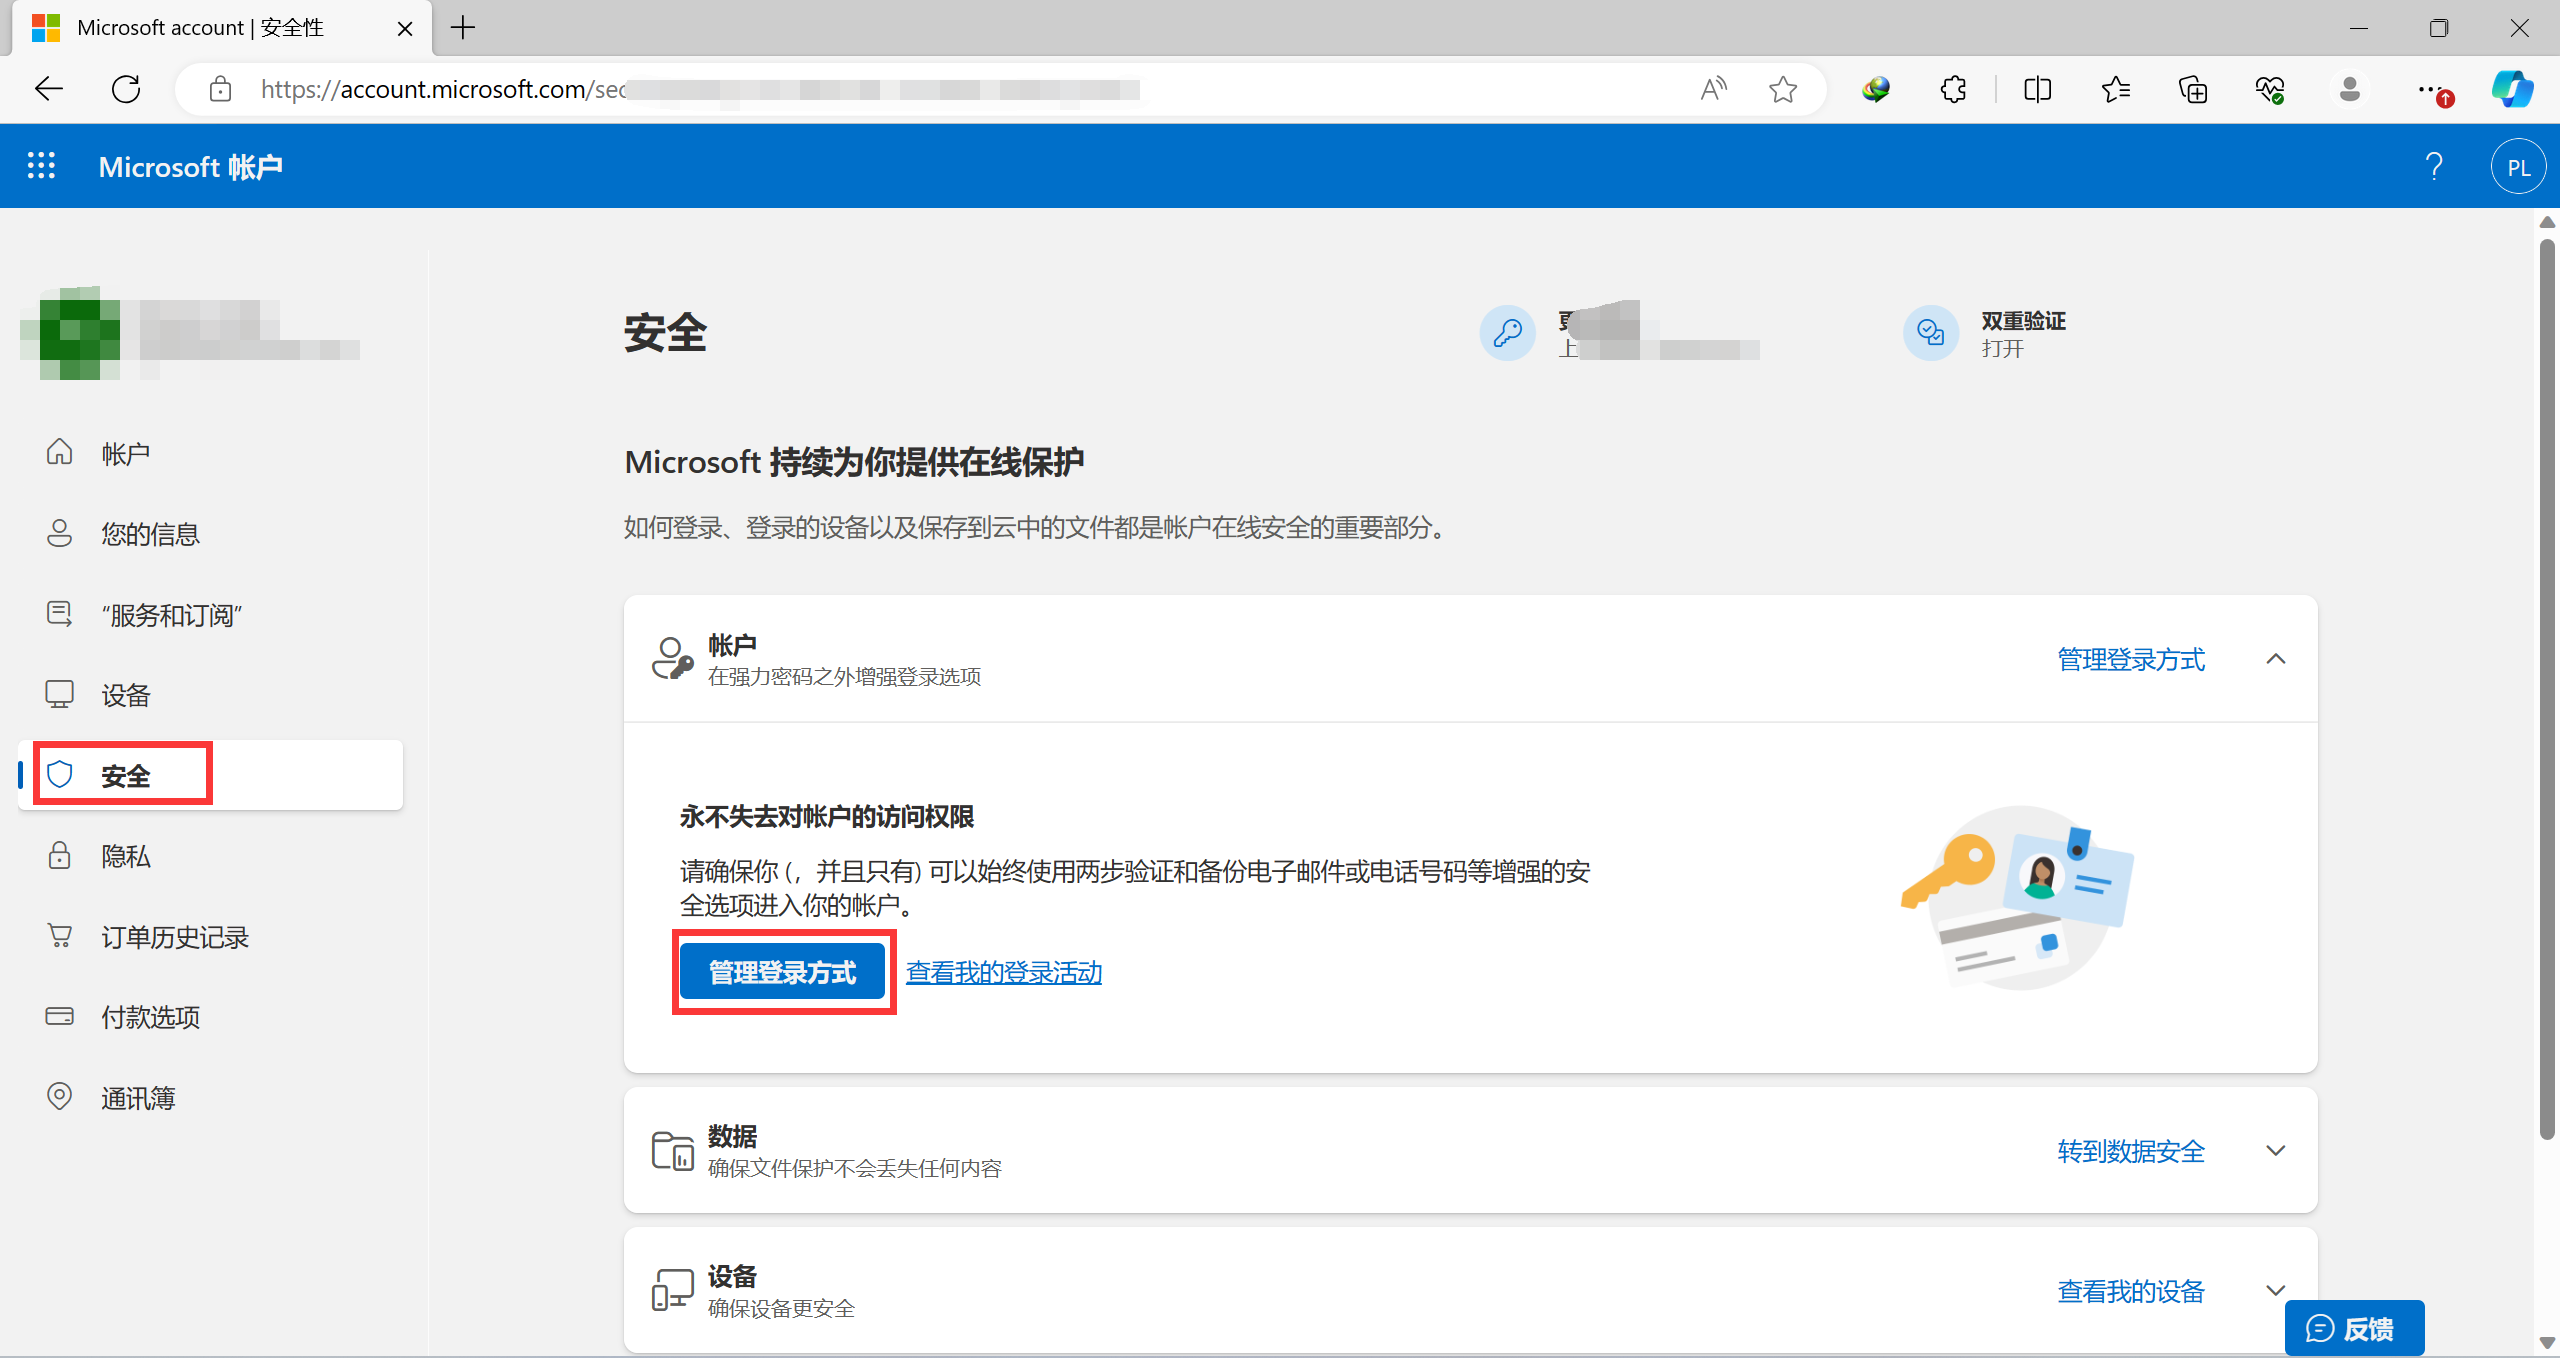 Microsoft account | 安全性
https://account.microsoft.com/sec
Microsoft 帐户
PL
帐户
您的信息
“服务和订阅”
设备
安全
隐私
订单历史记录
付款选项
通讯簿
安全
上
双重验证
打开
Microsoft 持续为你提供在线保护
如何登录、登录的设备以及保存到云中的文件都是帐户在线安全的重要部分。
帐户
在强力密码之外增强登录选项
管理登录方式
永不失去对帐户的访问权限
请确保你 (，并且只有) 可以始终使用两步验证和备份电子邮件或电话号码等增强的安
全选项进入你的帐户。
管理登录方式
查看我的登录活动
数据
确保文件保护不会丢失任何内容
转到数据安全
设备
确保设备更安全
查看我的设备
反馈